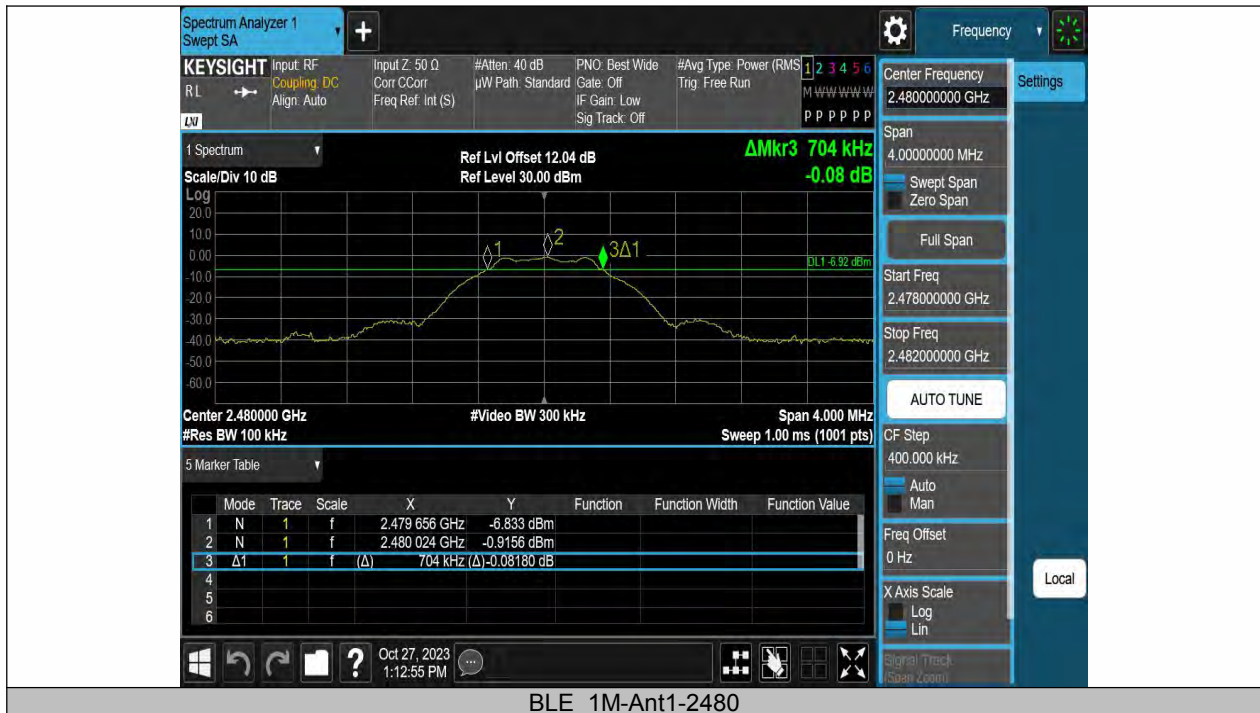 Spectrum Analyzer 1
Swept SA
+
Frequency
KEYSIGHT
RL
LXI
Input: RF
Coupling: DC
Align: Auto
Input Z: 50 Ω
Corr CCorr
Freq Ref: Int (S)
#Atten: 40 dB
µW Path: Standard
PNO: Best Wide
Gate: Off
IF Gain: Low
Sig Track: Off
#Avg Type: Power (RMS
Trig: Free Run
1 2 3 4 5 6
M W W W W W
P P P P P P
1 Spectrum
Scale/Div 10 dB
Ref Lvl Offset 12.04 dB
Ref Level 30.00 dBm
ΔMkr3 704 kHz
-0.08 dB
Log
20.0
10.0
0.00
-10.0
-20.0
-30.0
-40.0
-50.0
-60.0
1
2
3Δ1
DL1 -6.92 dBm
Center 2.480000 GHz
#Video BW 300 kHz
Span 4.000 MHz
#Res BW 100 kHz
Sweep 1.00 ms (1001 pts)
5 Marker Table
Mode Trace Scale X Y Function Function Width Function Value
1 N 1 f 2.479 656 GHz -6.833 dBm
2 N 1 f 2.480 024 GHz -0.9156 dBm
3 Δ1 1 f (Δ) 704 kHz (Δ)-0.08180 dB
4
5
6
?
Oct 27, 2023
1:12:55 PM
Center Frequency
2.480000000 GHz
Settings
Span
4.00000000 MHz
Swept Span
Zero Span
Full Span
Start Freq
2.478000000 GHz
Stop Freq
2.482000000 GHz
AUTO TUNE
CF Step
400.000 kHz
Auto
Man
Freq Offset
0 Hz
X Axis Scale
Log
Lin
Signal Track
(Span Zoom)
Local
BLE_1M-Ant1-2480